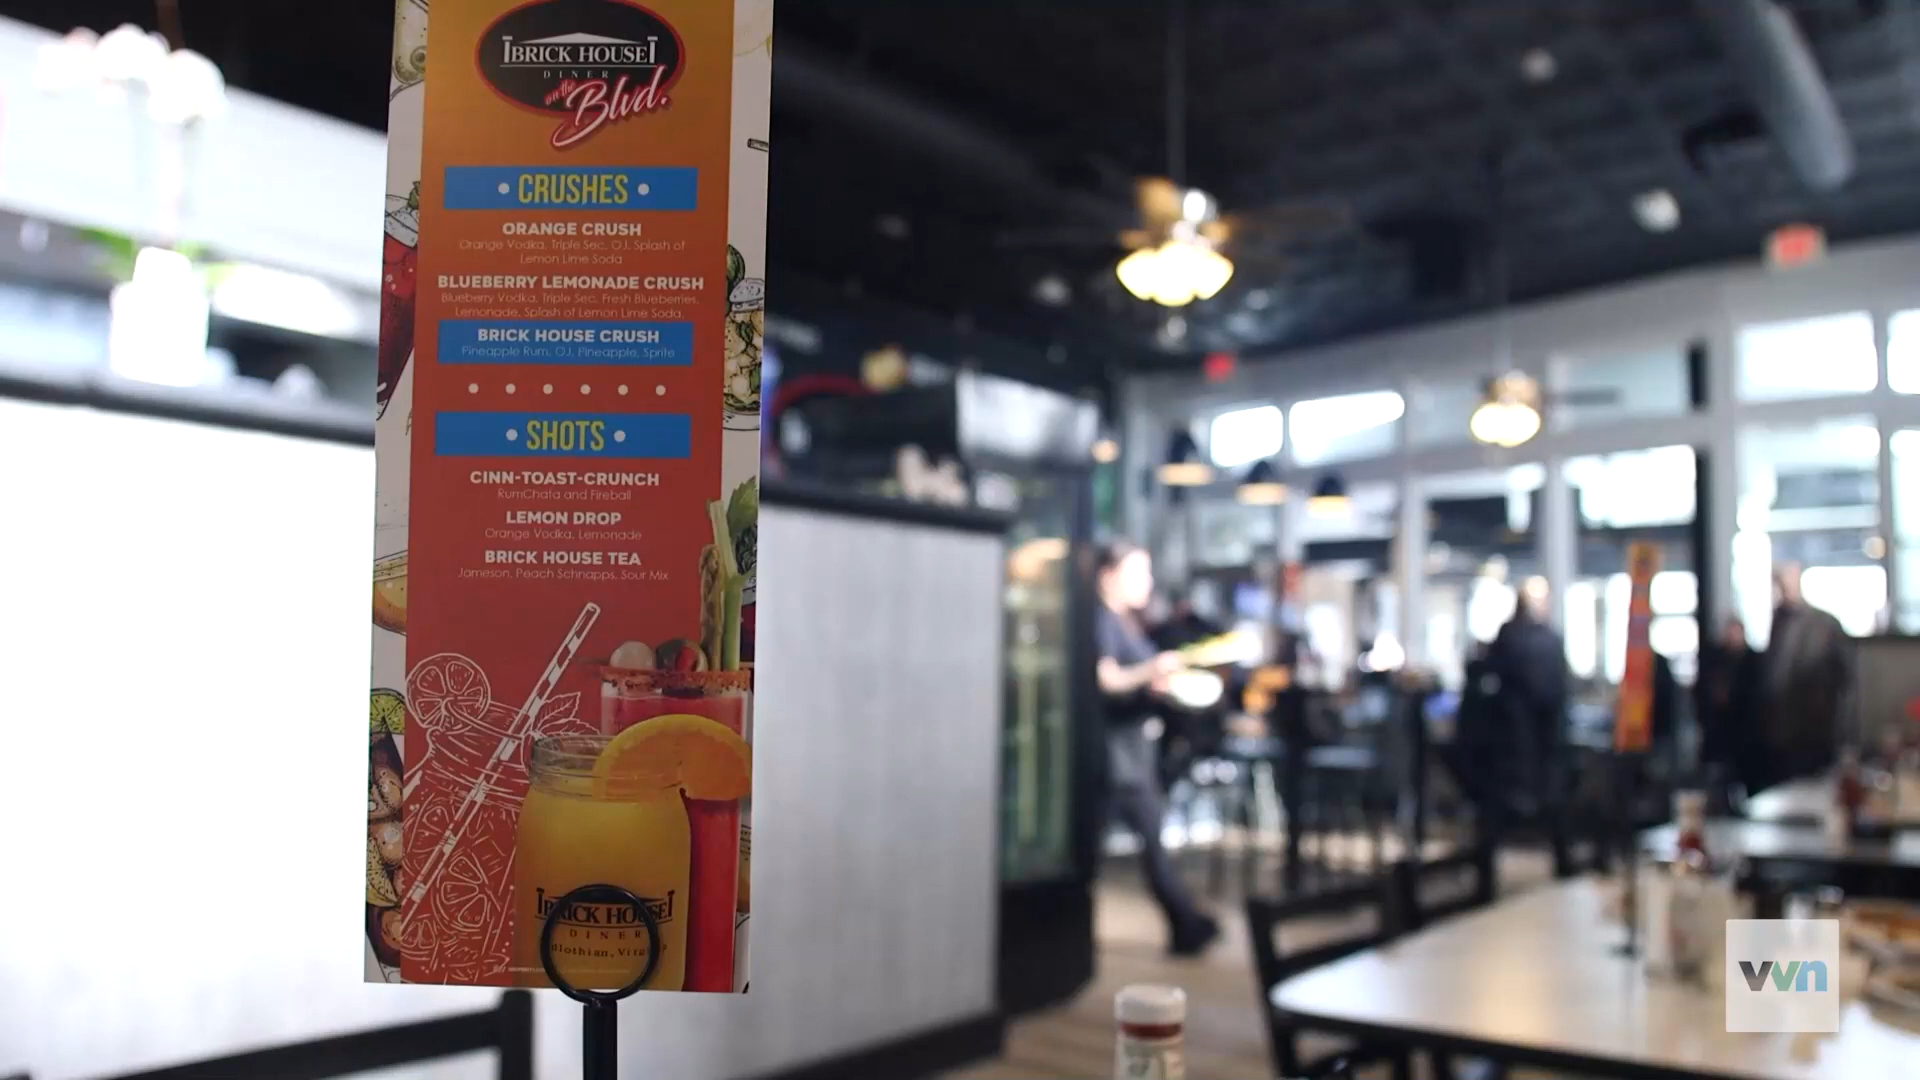 BRICK HOUSE
DINER
on the
Blvd.
• CRUSHES •
ORANGE CRUSH
Orange Vodka, Triple Sec, OJ, Splash of
Lemon Lime Soda
BLUEBERRY LEMONADE CRUSH
Blueberry Vodka, Triple Sec, Fresh Blueberries,
Lemonade, Splash of Lemon Lime Soda,
BRICK HOUSE CRUSH
Pineapple Rum, OJ, Pineapple, Sprite
• SHOTS •
CINN-TOAST-CRUNCH
RumChata and Fireball
LEMON DROP
Orange Vodka, Lemonade
BRICK HOUSE TEA
Jameson, Peach Schnapps, Sour Mix
BRICK HOUSE
DINER
vvn